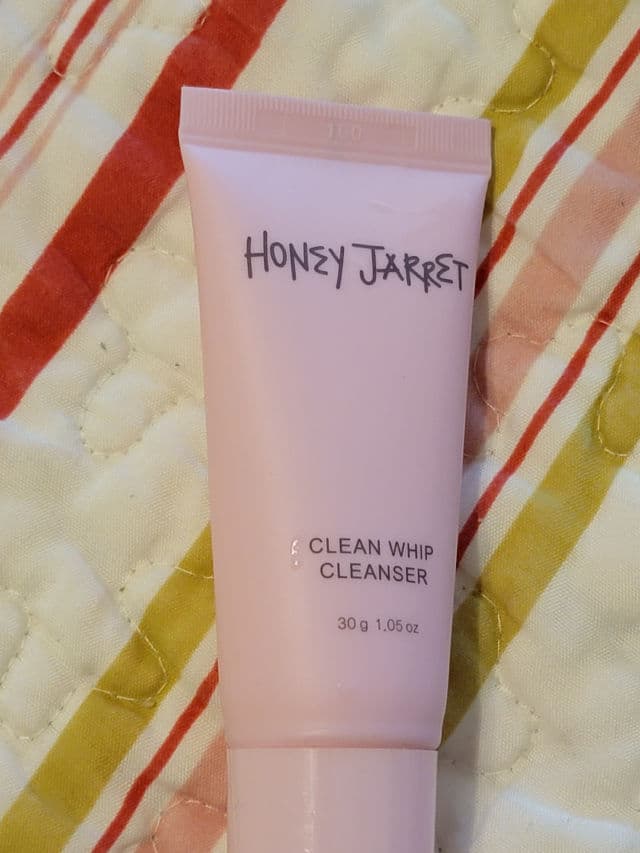 HONEY JARRET
CLEAN WHIP
CLEANSER
30 g 1.05 oz